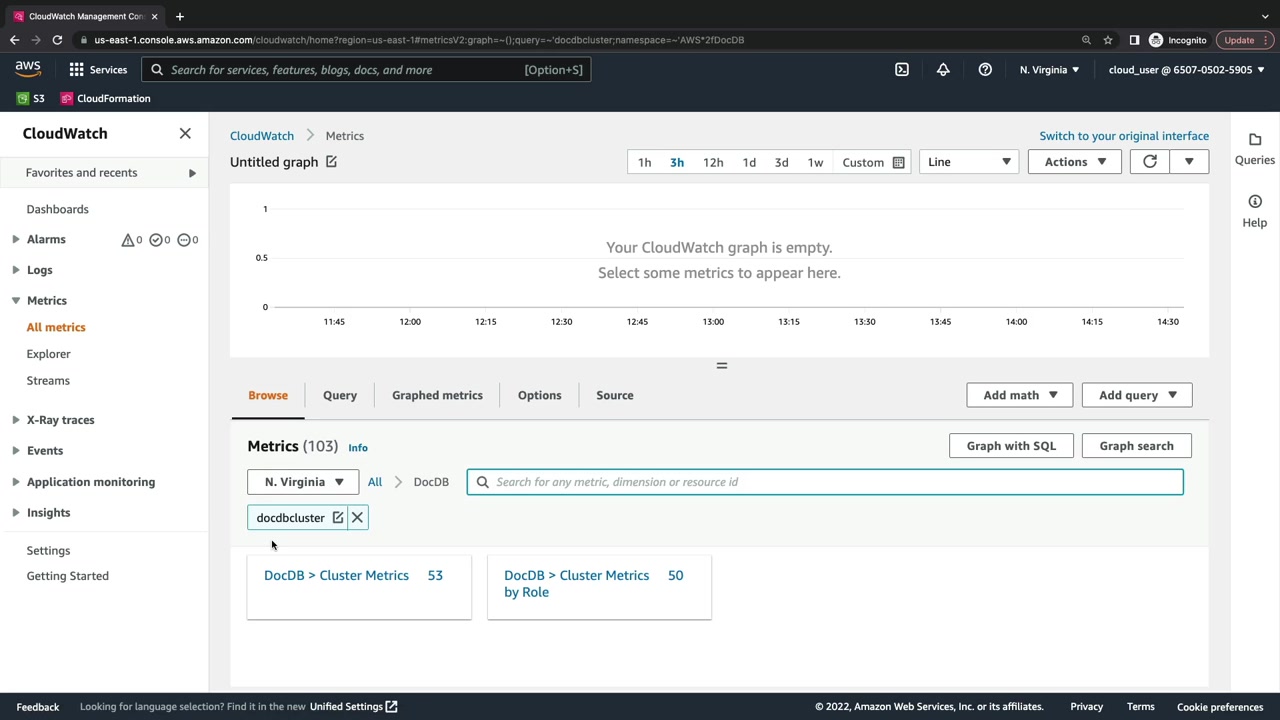 CloudWatch Management Con
us-east-1.console.aws.amazon.com/cloudwatch/home?region=us-east-1#metricsV2:graph=~();query=~'docdbcluster;namespace=~'AWS*2fDocDB
Incognito
Update
aws
Services
Search for services, features, blogs, docs, and more
[Option+S]
N. Virginia
cloud_user @ 6507-0502-5905
S3
CloudFormation
CloudWatch
Favorites and recents
Dashboards
Alarms
0
0
0
Logs
Metrics
All metrics
Explorer
Streams
X-Ray traces
Events
Application monitoring
Insights
Settings
Getting Started
CloudWatch
Metrics
Switch to your original interface
Untitled graph
1h
3h
12h
1d
3d
1w
Custom
Line
Actions
Queries
Help
1
0.5
0
Your CloudWatch graph is empty.
Select some metrics to appear here.
11:45
12:00
12:15
12:30
12:45
13:00
13:15
13:30
13:45
14:00
14:15
14:30
Browse
Query
Graphed metrics
Options
Source
Add math
Add query
Metrics (103)
Info
Graph with SQL
Graph search
N. Virginia
All
DocDB
Search for any metric, dimension or resource id
docdbcluster
DocDB > Cluster Metrics
53
DocDB > Cluster Metrics
by Role
50
Feedback
Looking for language selection? Find it in the new Unified Settings
© 2022, Amazon Web Services, Inc. or its affiliates.
Privacy
Terms
Cookie preferences